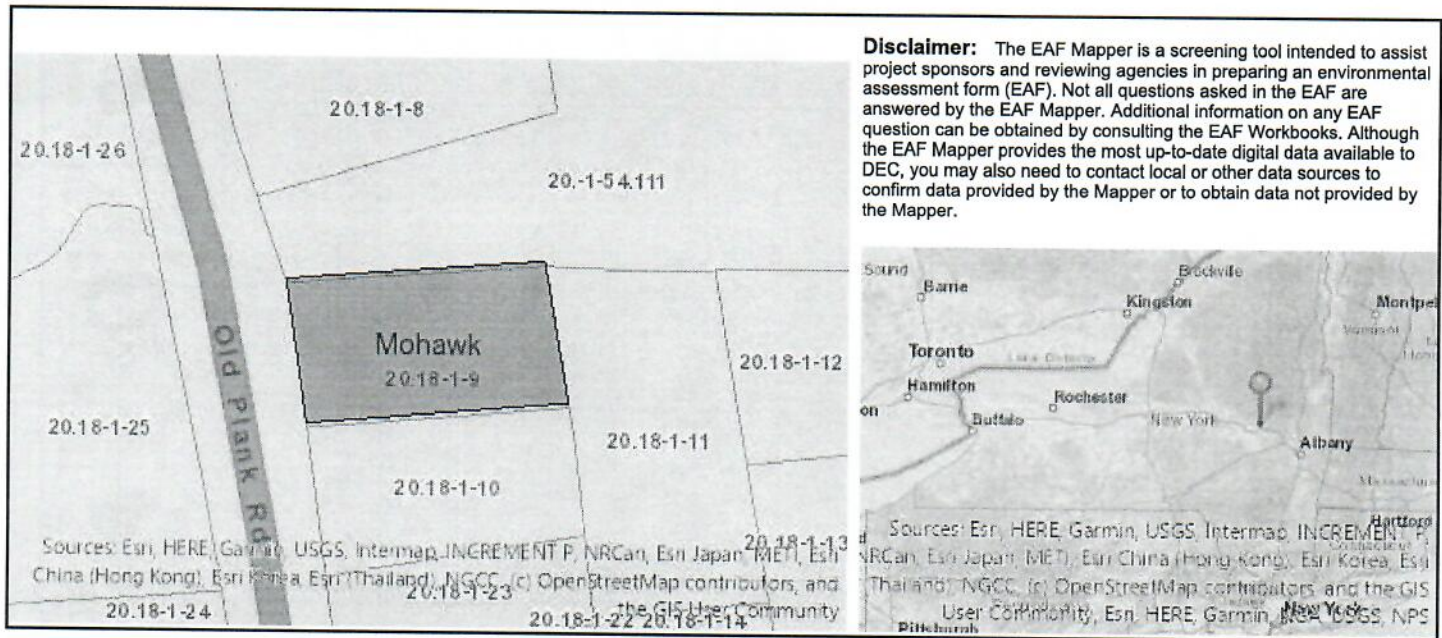 Disclaimer: The EAF Mapper is a screening tool intended to assist
project sponsors and reviewing agencies in preparing an environmental
assessment form (EAF). Not all questions asked in the EAF are
answered by the EAF Mapper. Additional information on any EAF
question can be obtained by consulting the EAF Workbooks. Although
the EAF Mapper provides the most up-to-date digital data available to
DEC, you may also need to contact local or other data sources to
confirm data provided by the Mapper or to obtain data not provided by
the Mapper.
20.18-1-8
20.18-1-26
20.-1-54.111
Old Plank Rd
Mohawk
20.18-1-9
20.18-1-12
20.18-1-25
20.18-1-11
20.18-1-10
20.18-1-13
Sources: Esri, HERE, Garmin, USGS, Intermap, INCREMENT P, NRCan, Esri Japan, METI, Esri
China (Hong Kong), Esri Korea, Esri (Thailand), NGCC, (c) OpenStreetMap contributors, and
the GIS User Community
20.18-1-23
20.18-1-24
20.18-1-22
20.18-1-14
Sound
Barrie
Brockville
Kingston
Montpel
Toronto
Hamilton
on
Rochester
Buffalo
New York
Albany
Hartford
Sources: Esri, HERE, Garmin, USGS, Intermap, INCREMENT P,
NRCan, Esri Japan, METI, Esri China (Hong Kong), Esri Korea, Esri
(Thailand), NGCC, (c) OpenStreetMap contributors, and the GIS
User Community, Esri, HERE, Garmin, NGA, USGS, NPS
New York
Pittsburgh